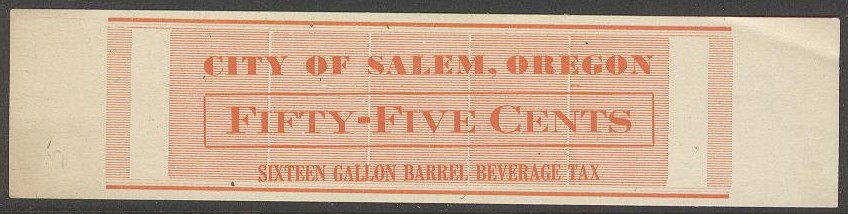 CITY OF SALEM, OREGON
FIFTY-FIVE CENTS
SIXTEEN GALLON BARREL BEVERAGE TAX